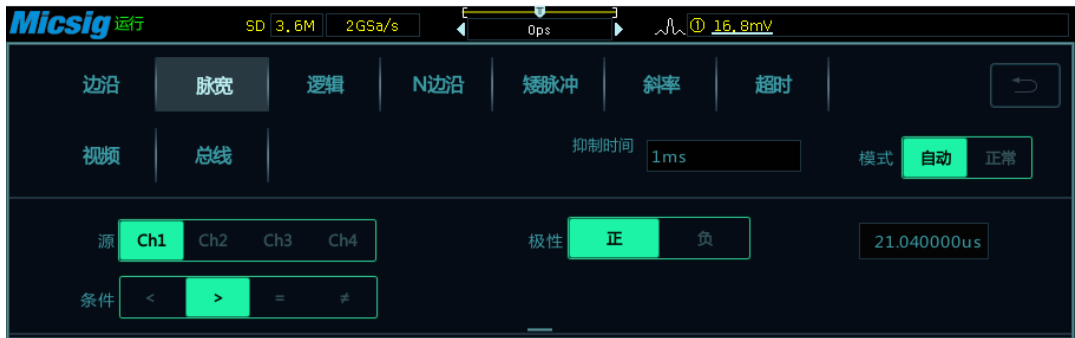 Micsig 运行 SD 3.6M 2GSa/s T 0ps ① 16.8mV
边沿 脉宽 逻辑 N边沿 矮脉冲 斜率 超时
视频 总线 抑制时间 1ms 模式 自动 正常
源 Ch1 Ch2 Ch3 Ch4 极性 正 负 21.040000us
条件 < > = ≠